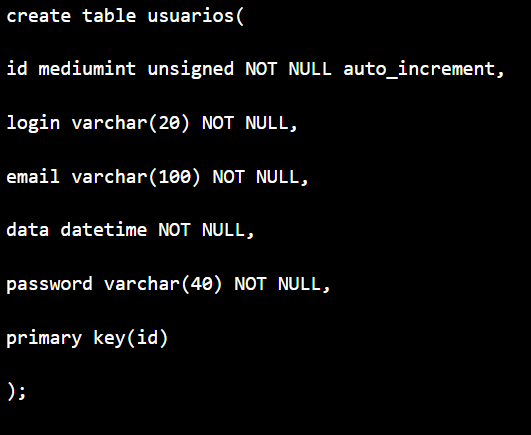 create table usuarios(
id mediumint unsigned NOT NULL auto_increment,
login varchar(20) NOT NULL,
email varchar(100) NOT NULL,
data datetime NOT NULL,
password varchar(40) NOT NULL,
primary key(id)
);